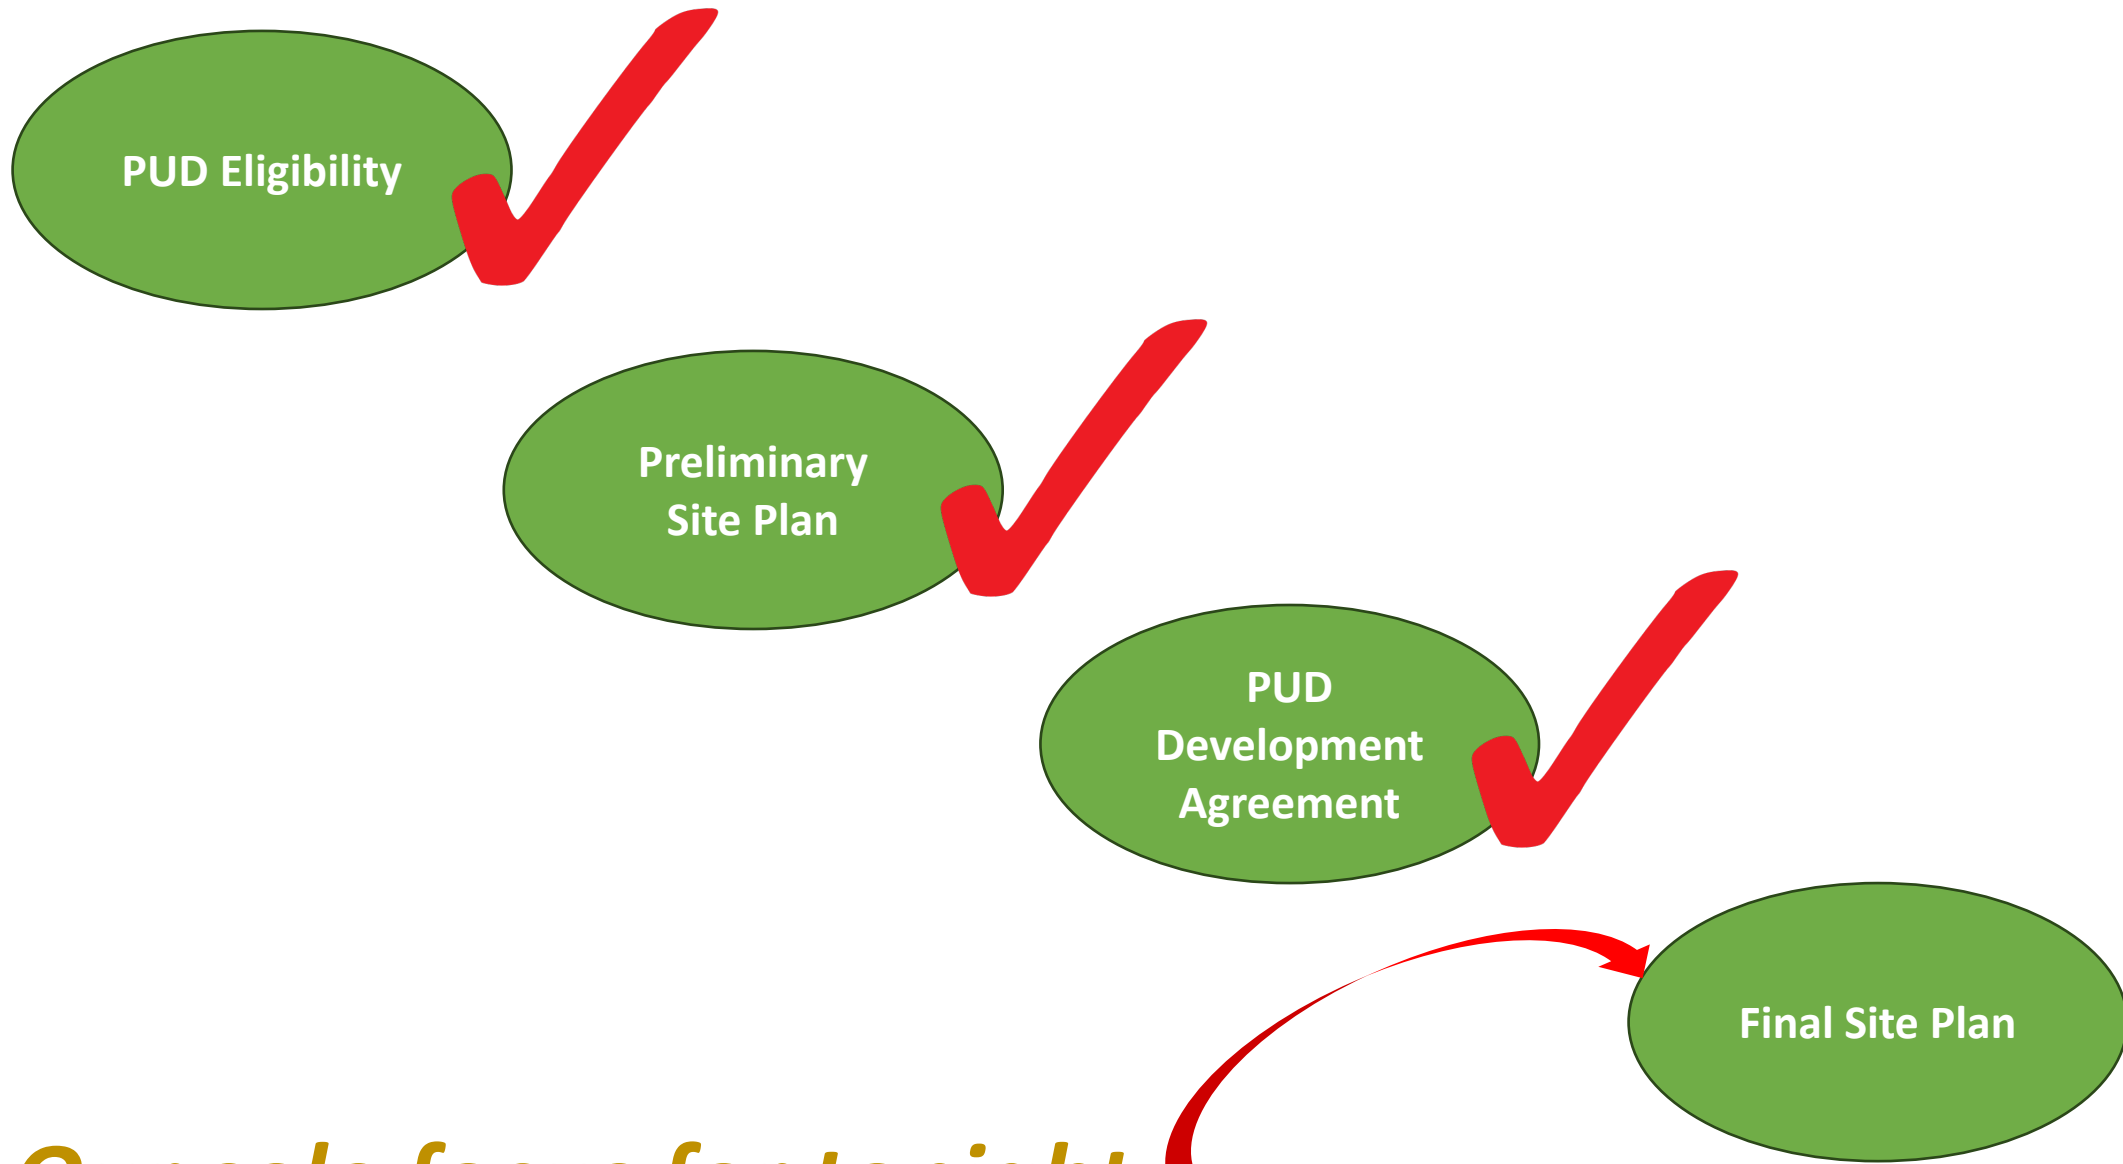 PUD Eligibility
Preliminary
Site Plan
PUD
Development
Agreement
Final Site Plan